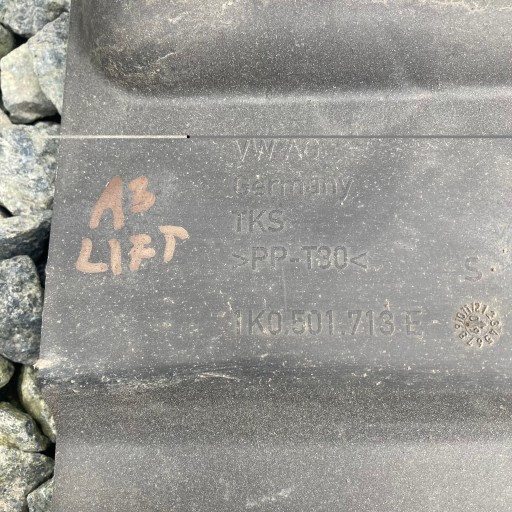 VW AG
Germany
TKS
>PP-T30<
1K0.501.713.E
S
A3
LIFT